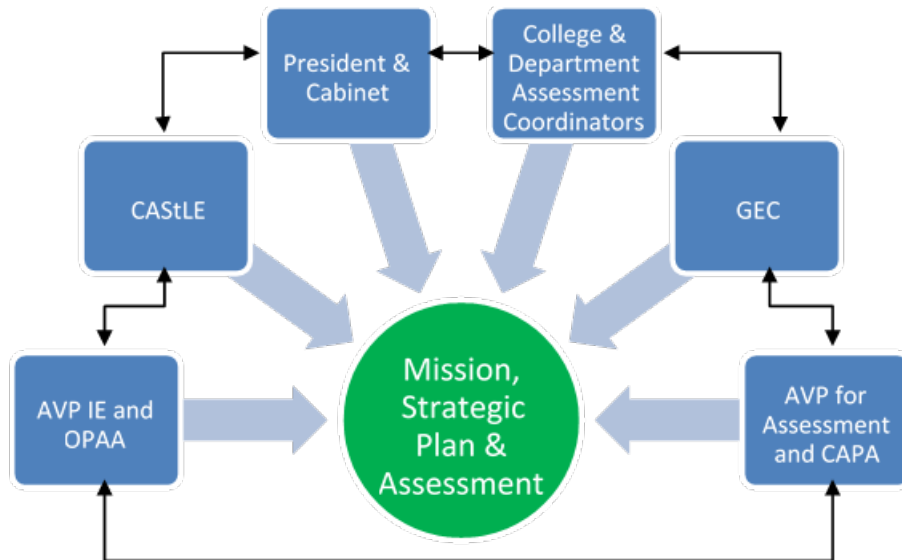 President &
Cabinet
College &
Department
Assessment
Coordinators
CAStLE
GEC
AVP IE and
OPAA
Mission,
Strategic
Plan &
Assessment
AVP for
Assessment
and CAPA